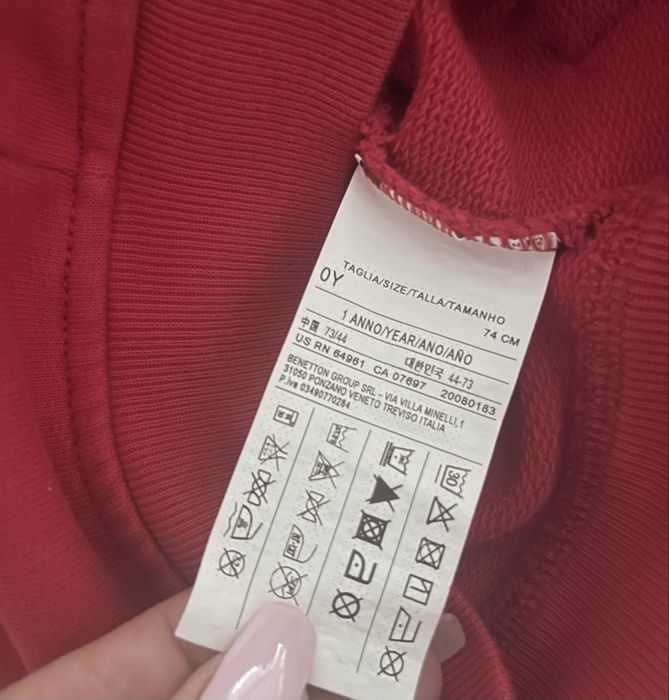 TAGLIA/SIZE/TALLA/TAMANHO
0Y 74 CM
1 ANNO/YEAR/ANO/AÑO
中国 73/44 대한민국 44-73
US RN 64961 CA 07697 20080183
BENETTON GROUP SRL - VIA VILLA MINELLI,1
31050 PONZANO VENETO TREVISO ITALIA
P.Iva 03490770264
30